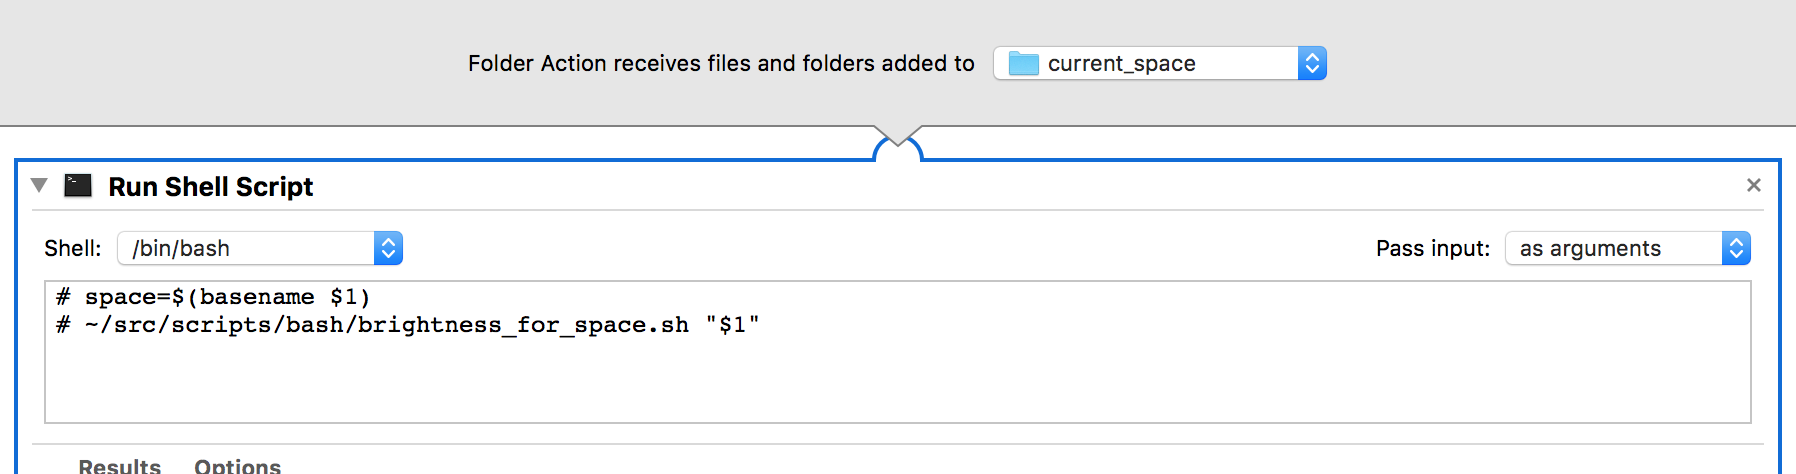 Folder Action receives files and folders added to current_space
Run Shell Script
Shell: /bin/bash Pass input: as arguments
# space=$(basename $1)
# ~/src/scripts/bash/brightness_for_space.sh "$1"
Results Options